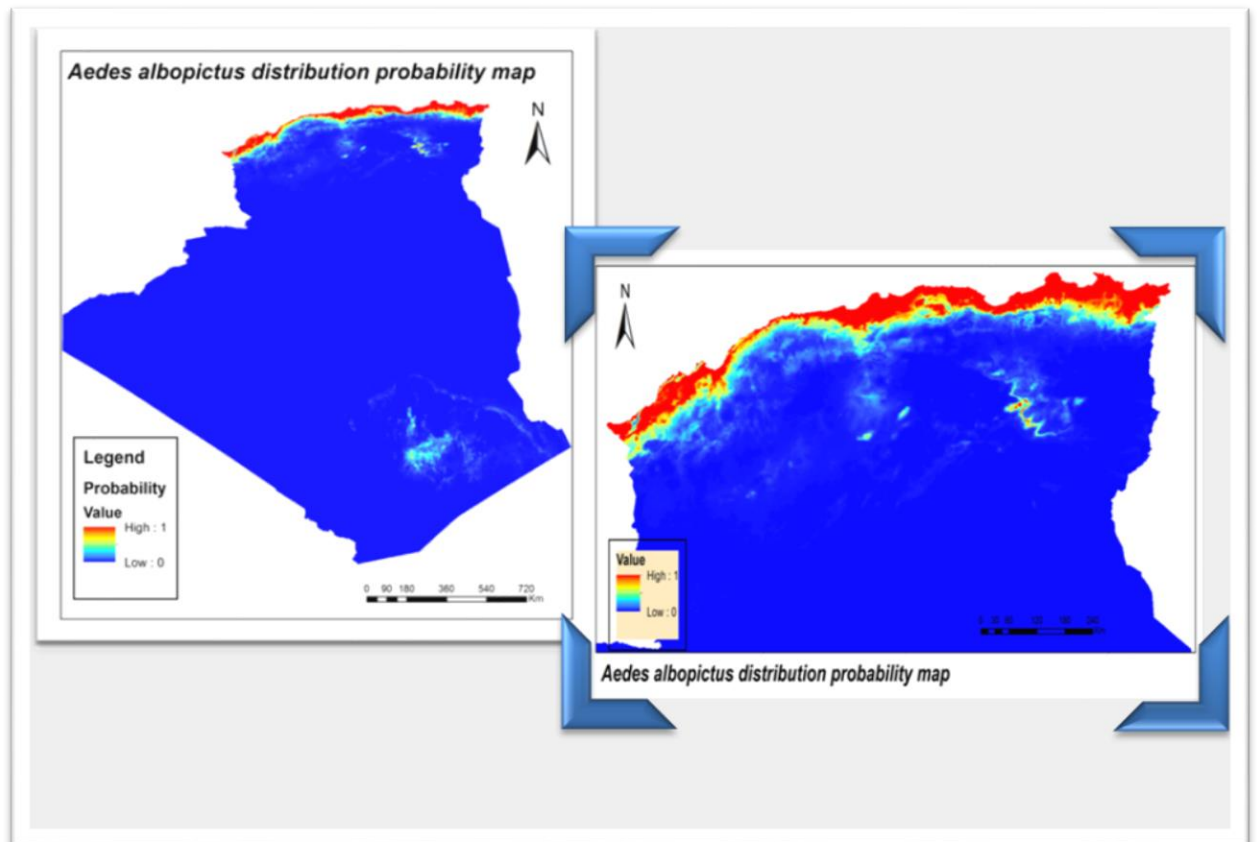 Aedes albopictus distribution probability map
N
Legend
Probability
Value
High : 1
Low : 0
0 90 180 360 540 720
Km
N
Value
High : 1
Low : 0
Aedes albopictus distribution probability map